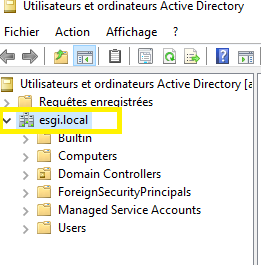 Utilisateurs et ordinateurs Active Directory
Fichier Action Affichage ?
Utilisateurs et ordinateurs Active Directory [a
Requêtes enregistrées
esgi.local
Builtin
Computers
Domain Controllers
ForeignSecurityPrincipals
Managed Service Accounts
Users